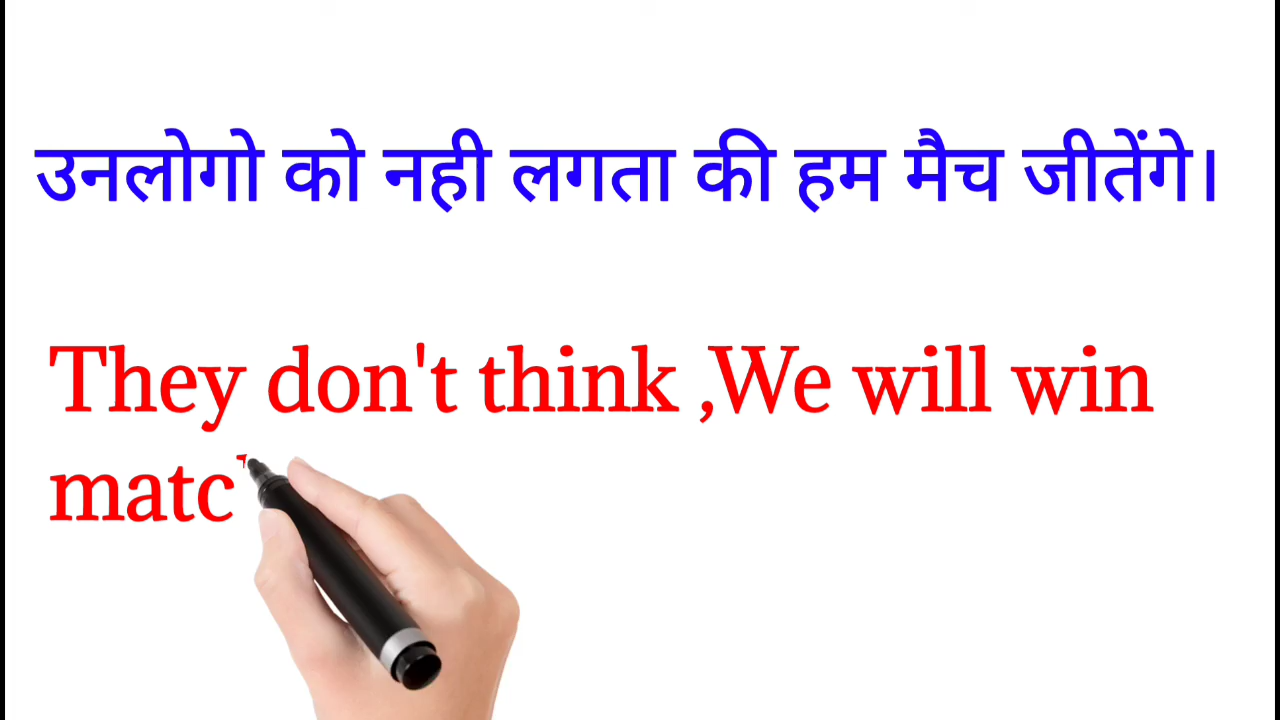 उनलोगो को नही लगता की हम मैच जीतेंगे।
They don't think ,We will win
matc